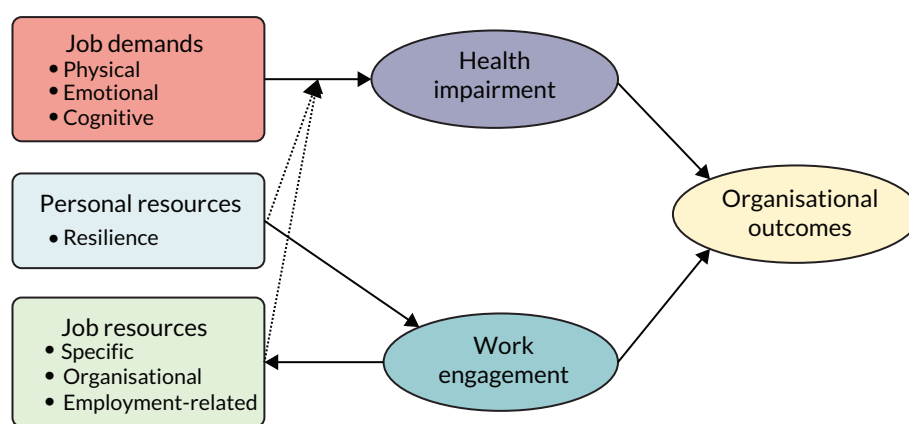 Job demands
• Physical
• Emotional
• Cognitive
Health
impairment
Personal resources
• Resilience
Organisational
outcomes
Job resources
• Specific
• Organisational
• Employment-related
Work
engagement